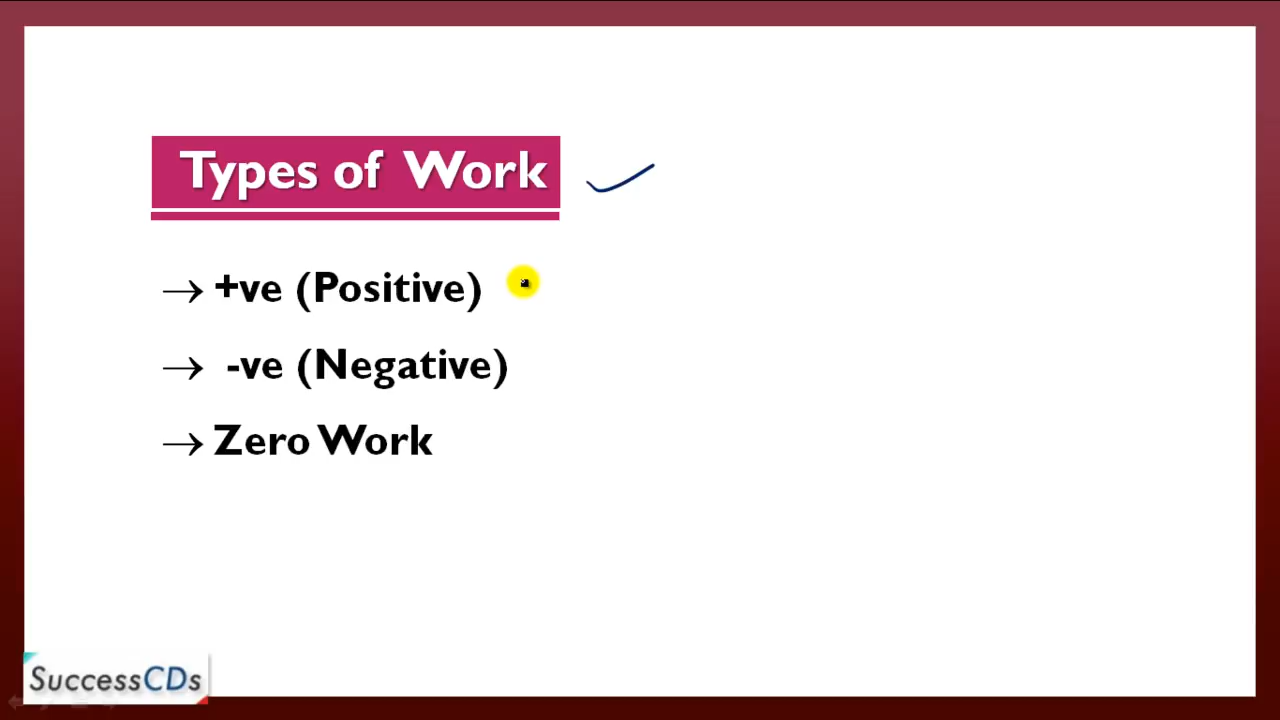 Types of Work
→ +ve (Positive)
→ -ve (Negative)
→ Zero Work
SuccessCDs